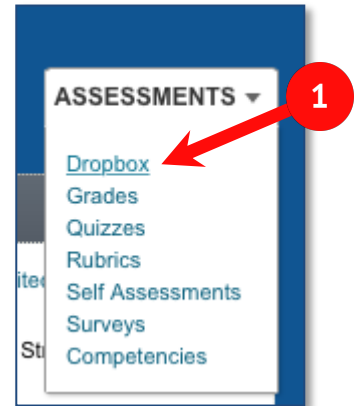 ASSESSMENTS
1
Dropbox
Grades
Quizzes
Rubrics
Self Assessments
Surveys
Competencies